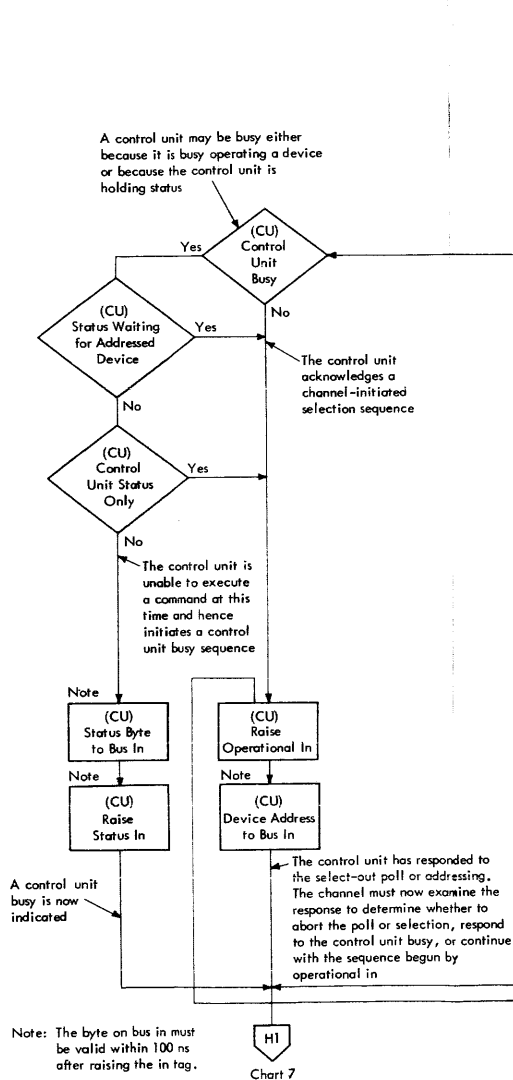 A control unit may be busy either
because it is busy operating a device
or because the control unit is
holding status
(CU)
Control
Unit
Busy
Yes
No
(CU)
Status Waiting
for Addressed
Device
Yes
No
The control unit
acknowledges a
channel-initiated
selection sequence
(CU)
Control
Unit Status
Only
Yes
No
The control unit is
unable to execute
a command at this
time and hence
initiates a control
unit busy sequence
Note
(CU)
Status Byte
to Bus In
(CU)
Raise
Operational In
Note
(CU)
Raise
Status In
Note
(CU)
Device Address
to Bus In
A control unit
busy is now
indicated
The control unit has responded to
the select-out poll or addressing.
The channel must now examine the
response to determine whether to
abort the poll or selection, respond
to the control unit busy, or continue
with the sequence begun by
operational in
Note: The byte on bus in must
be valid within 100 ns
after raising the in tag.
H1
Chart 7